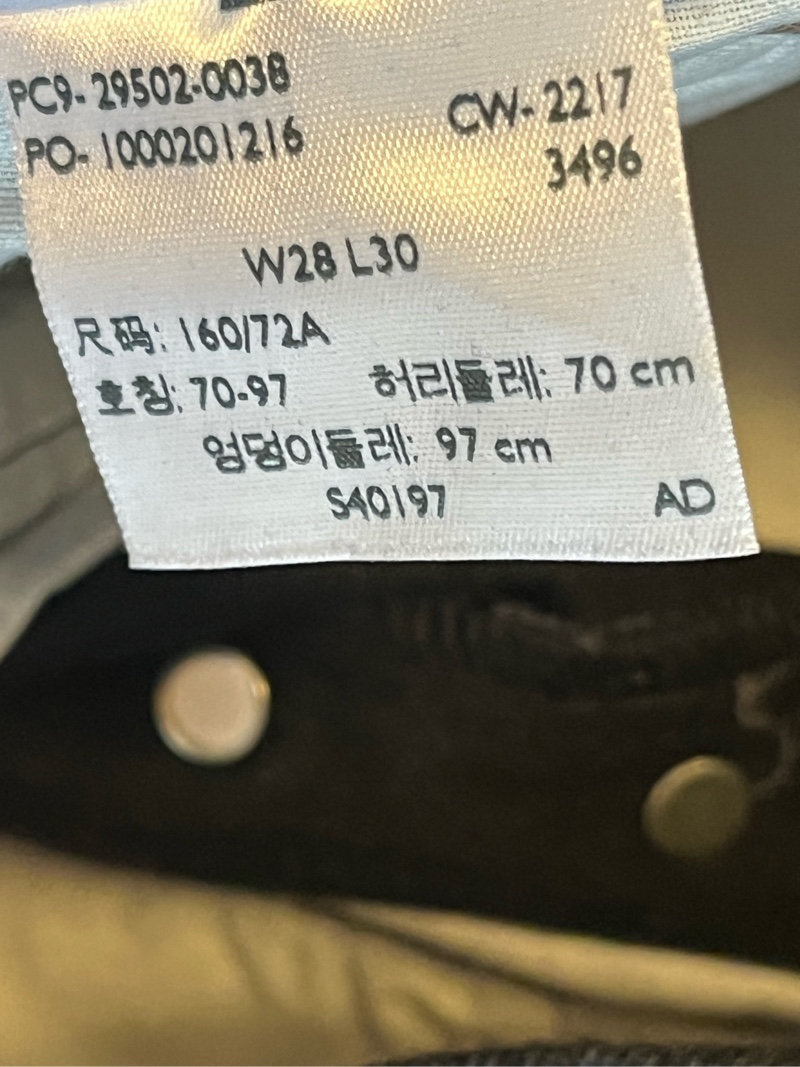 PC9-29502-0038
PO-1000201216
CW-2217
3496
W28 L30
尺码: 160/72A
호칭: 70-97 허리둘레: 70 cm
엉덩이둘레: 97 cm
S40197 AD